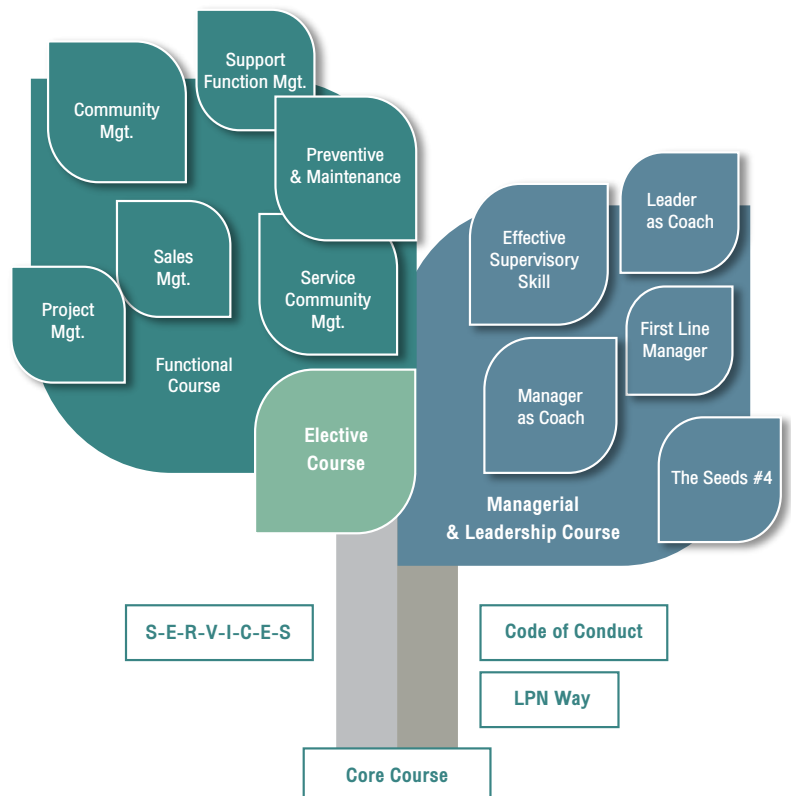 Support
Function Mgt.
Community
Mgt.
Preventive
& Maintenance
Sales
Mgt.
Service
Community
Mgt.
Project
Mgt.
Functional
Course
Elective
Course
Leader
as Coach
Effective
Supervisory
Skill
First Line
Manager
Manager
as Coach
The Seeds #4
Managerial
& Leadership Course
S-E-R-V-I-C-E-S
Code of Conduct
LPN Way
Core Course